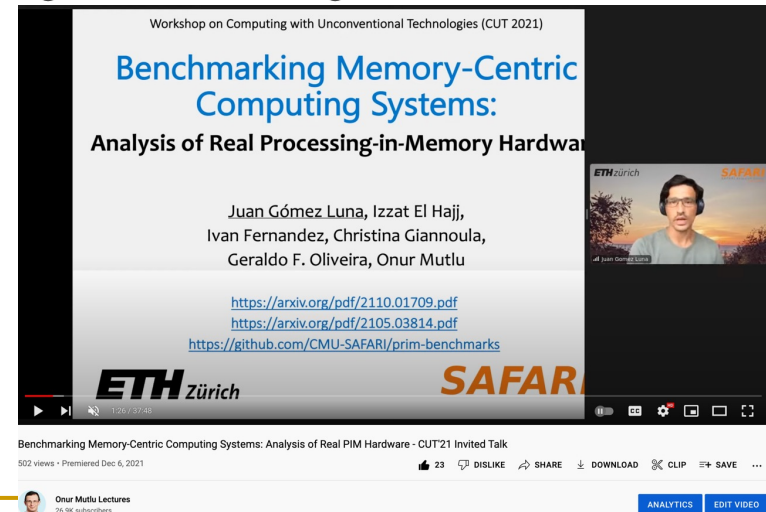 Workshop on Computing with Unconventional Technologies (CUT 2021)
Benchmarking Memory-Centric
Computing Systems:
Analysis of Real Processing-in-Memory Hardwar
ETH zürich
SAFARI
Juan Gomez Luna
Juan Gómez Luna, Izzat El Hajj,
Ivan Fernandez, Christina Giannoula,
Geraldo F. Oliveira, Onur Mutlu
https://arxiv.org/pdf/2110.01709.pdf
https://arxiv.org/pdf/2105.03814.pdf
https://github.com/CMU-SAFARI/prim-benchmarks
ETH Zürich
SAFARI
1:26 / 37:48
CC
HD
Benchmarking Memory-Centric Computing Systems: Analysis of Real PIM Hardware - CUT'21 Invited Talk
502 views • Premiered Dec 6, 2021
23 DISLIKE SHARE DOWNLOAD CLIP SAVE ...
Onur Mutlu Lectures
26.9K subscribers
ANALYTICS EDIT VIDEO